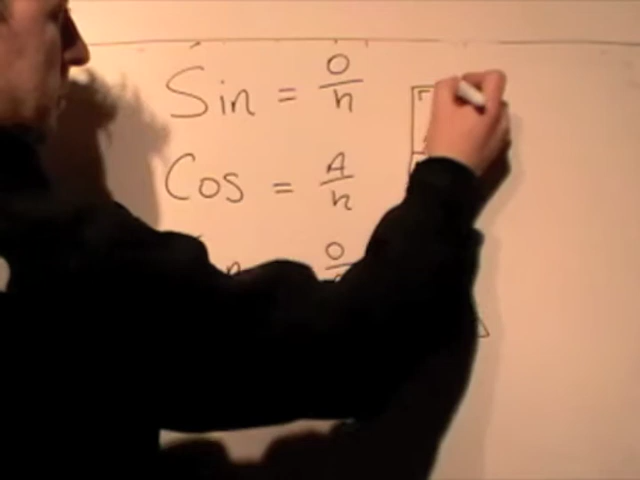 Sin = O/h
Cos = A/h
n O